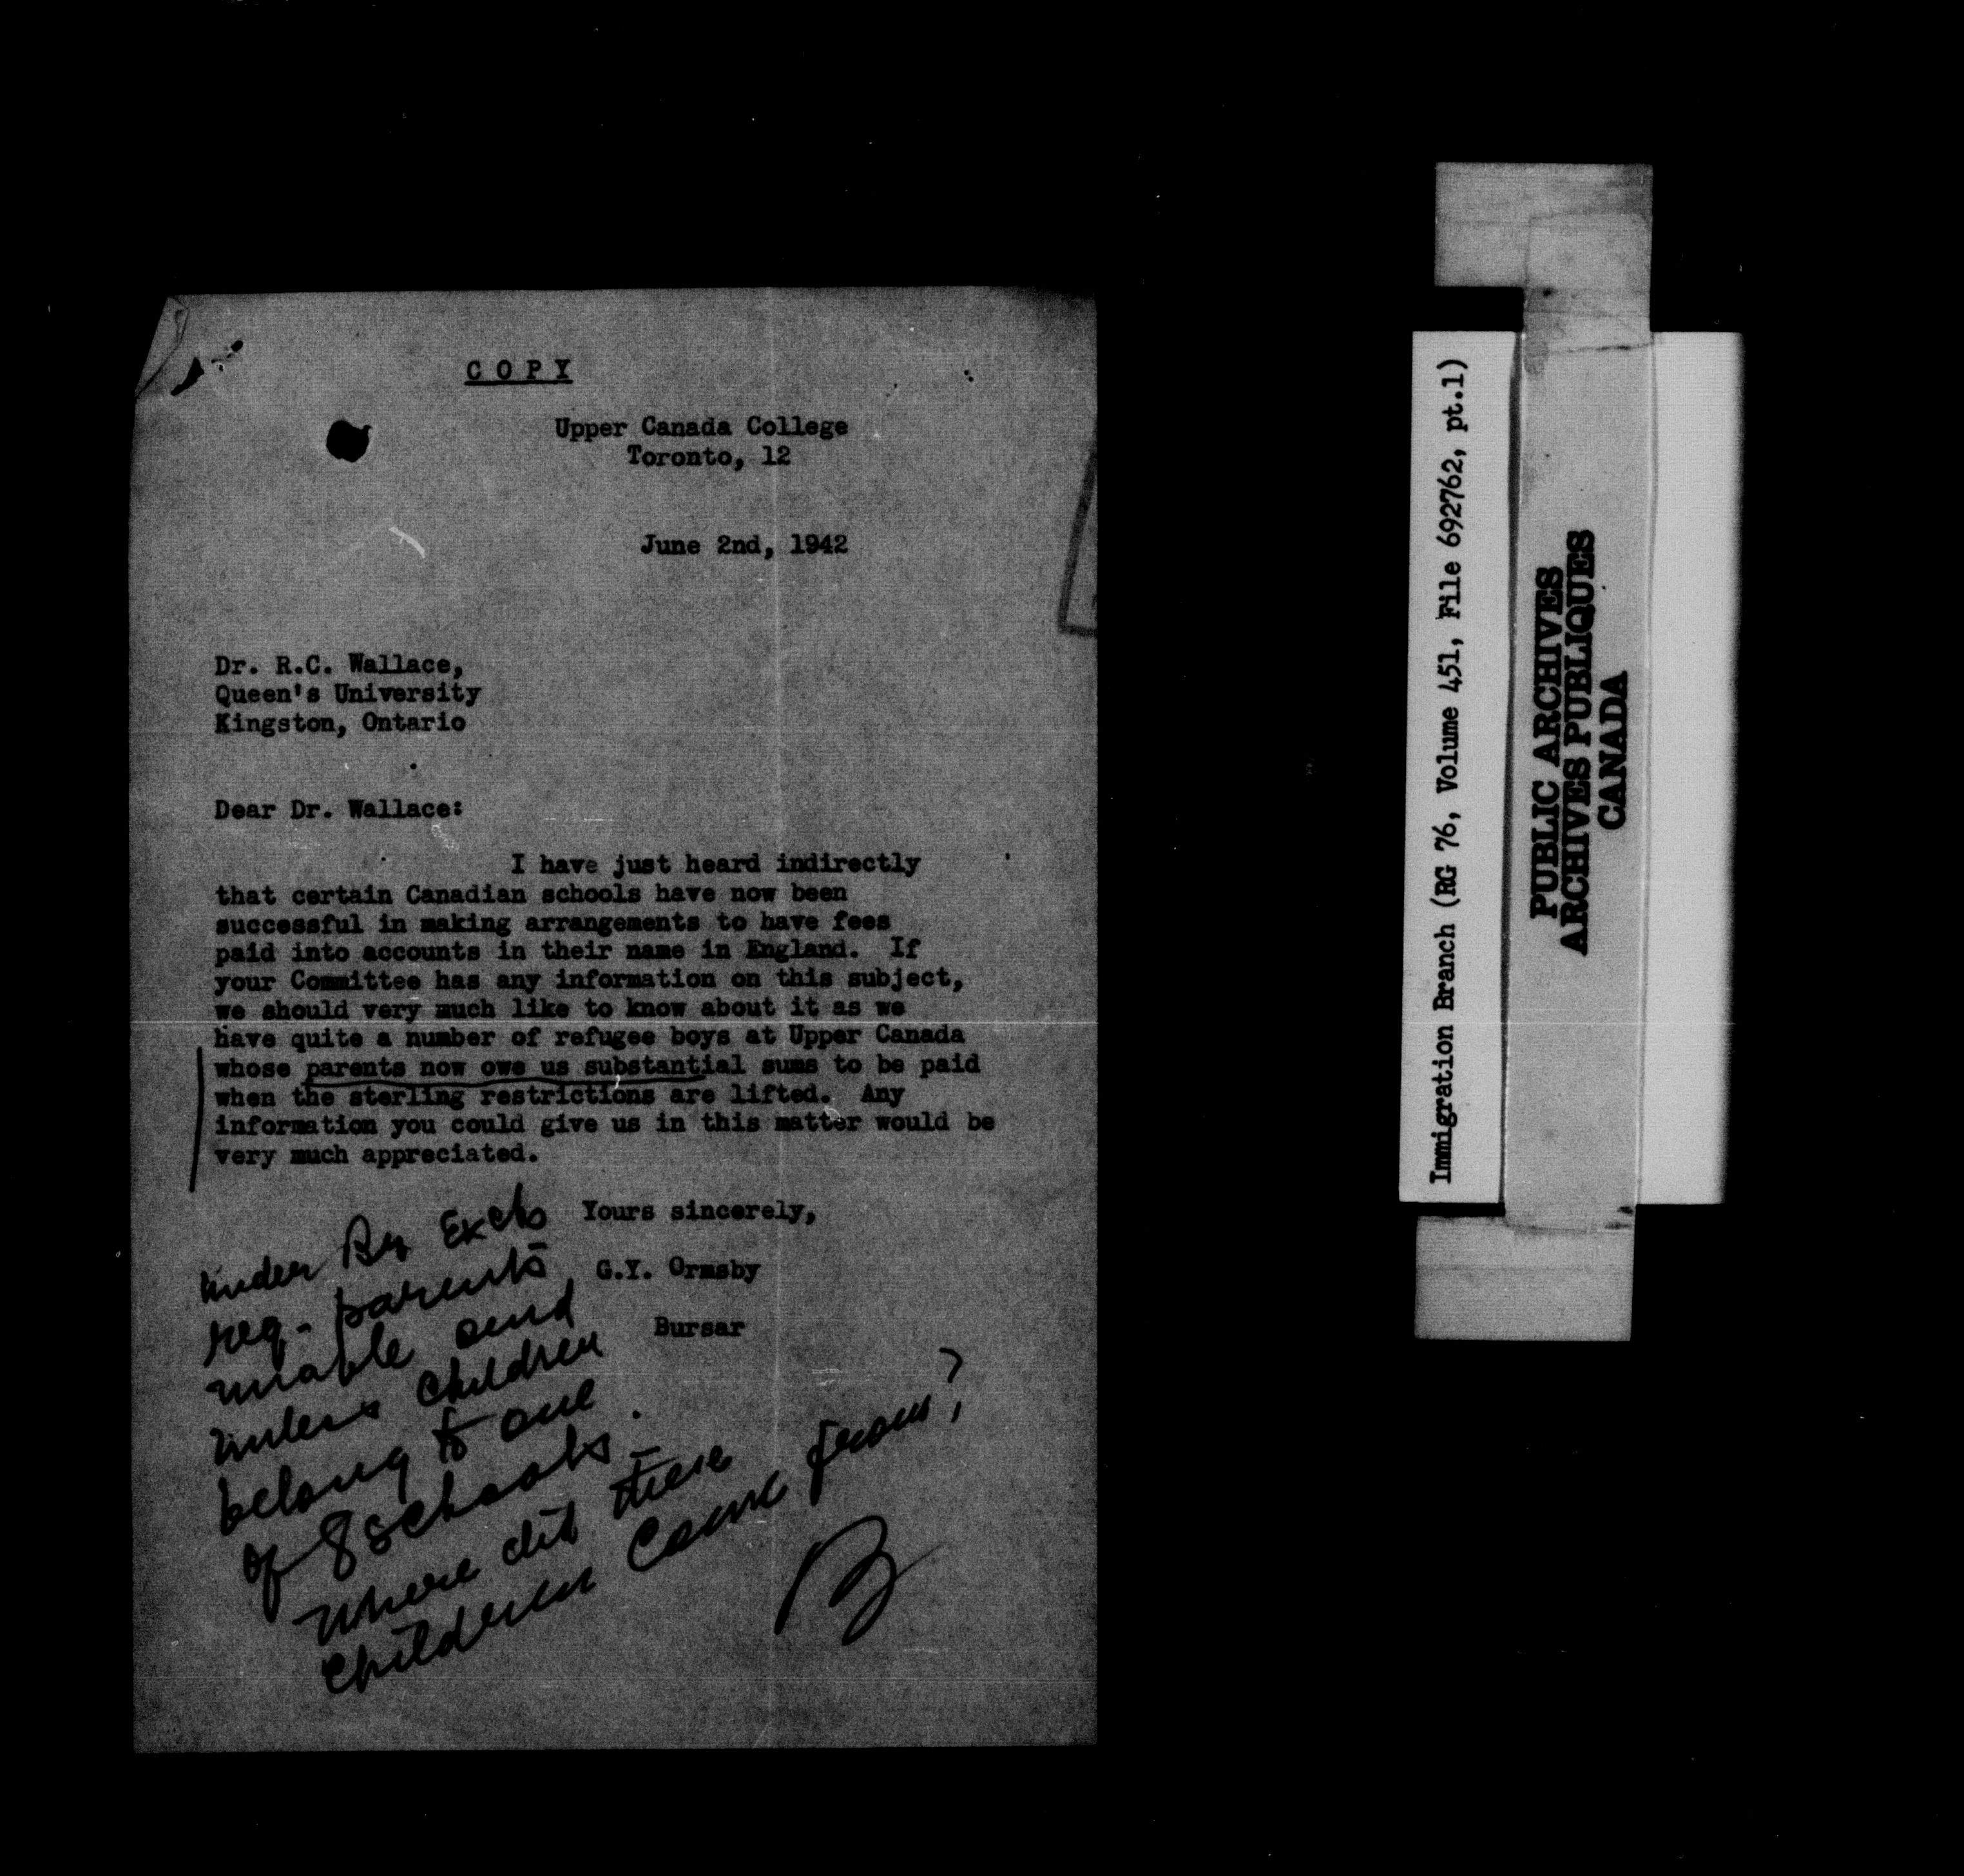 COPY
Upper Canada College
Toronto, 12
June 2nd, 1942
Dr. R.C. Wallace,
Queen's University
Kingston, Ontario
Dear Dr. Wallace:
I have just heard indirectly
that certain Canadian schools have now been
successful in making arrangements to have fees
paid into accounts in their name in England. If
your Committee has any information on this subject,
we should very much like to know about it as we
have quite a number of refugee boys at Upper Canada
whose parents now owe us substantial sums to be paid
when the sterling restrictions are lifted. Any
information you could give us in this matter would be
very much appreciated.
Yours sincerely,
G.Y. Ormsby
Bursar
under Exch
reg. parents
unable send
unless children
belong to one
of 8 schools.
Where did these
children come from?
B
Immigration Branch (RG 76, Volume 451, File 692762, pt.1)
PUBLIC ARCHIVES
ARCHIVES PUBLIQUES
CANADA